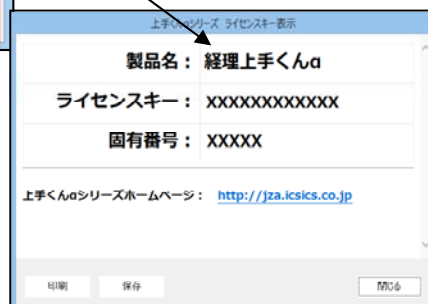 上手くんαシリーズ ライセンスキー表示
製品名： 経理上手くんα
ライセンスキー： XXXXXXXXXXXX
固有番号： XXXXX
上手くんαシリーズホームページ： http://jza.icsics.co.jp
印刷 保存 閉じる